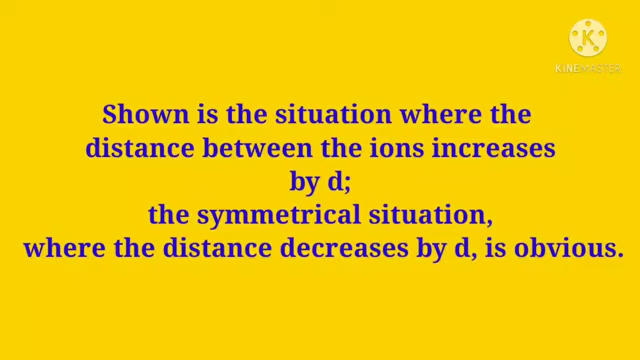 KINEMASTER
Shown is the situation where the
distance between the ions increases
by d;
the symmetrical situation,
where the distance decreases by d, is obvious.